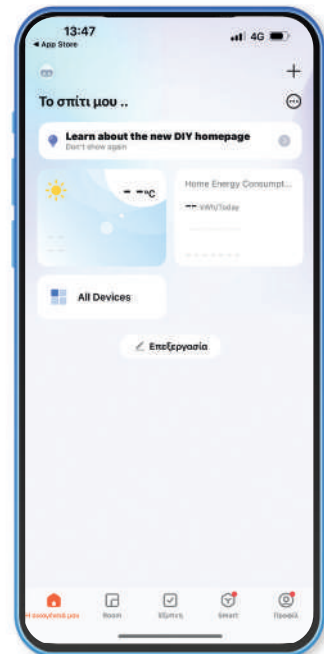 13:47
4G
◀ App Store
Το σπίτι μου ..
Learn about the new DIY homepage
Don't show again
-- °C
Home Energy Consumpt...
-- kWh/Today
All Devices
Επεξεργασία
Room
Smart
Προφίλ